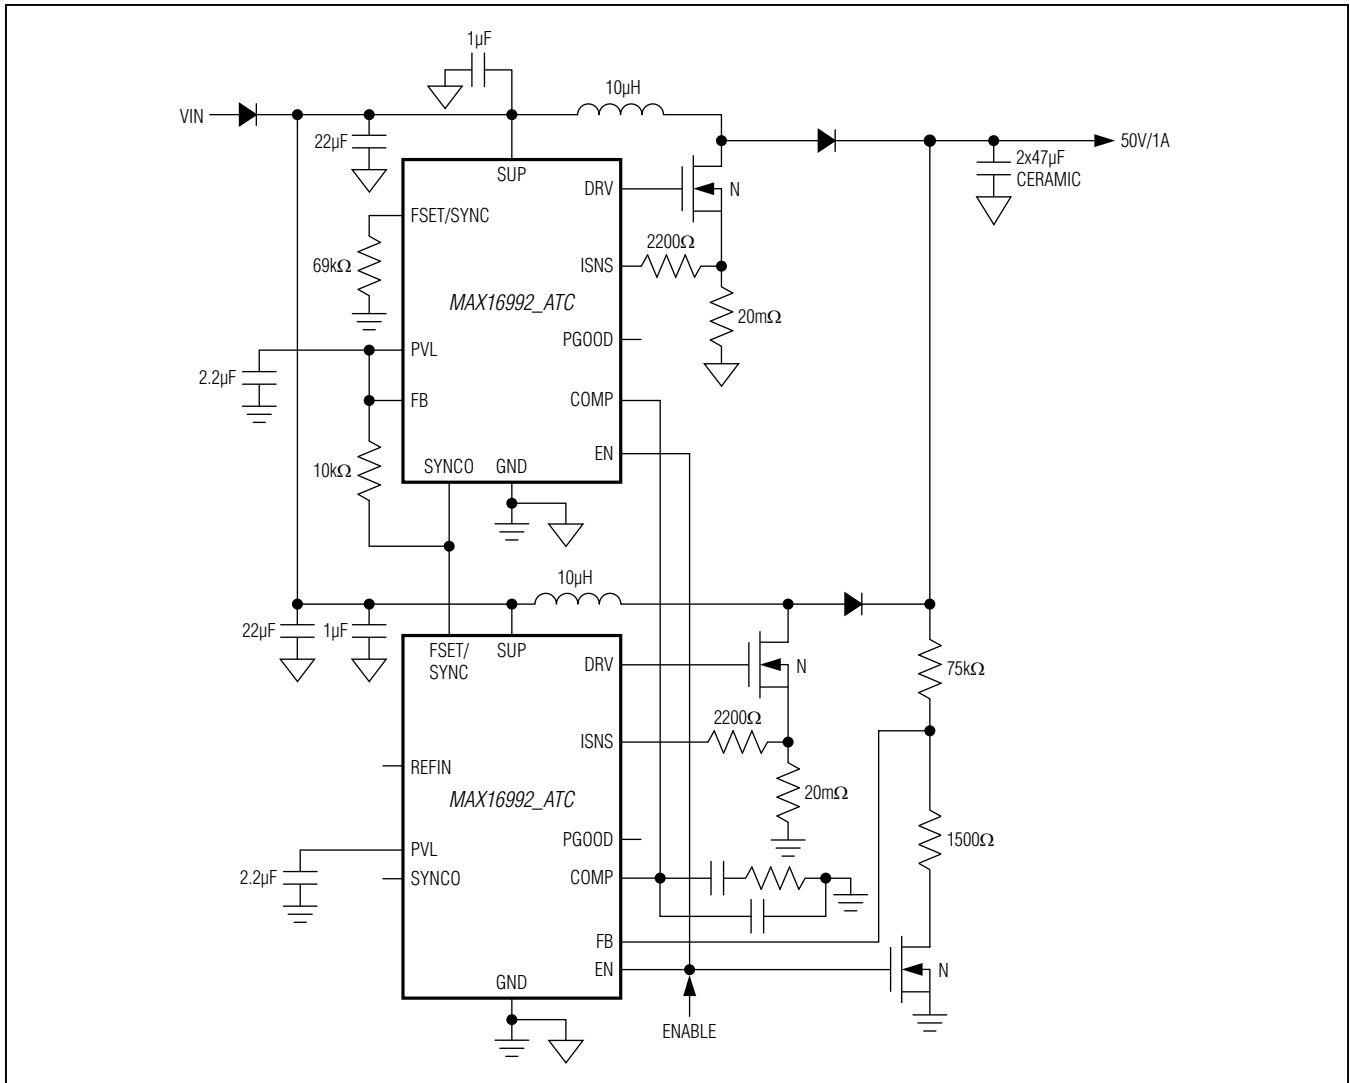 1µF
10µH
VIN
50V/1A
22µF
2x47µF
CERAMIC
SUP
DRV
N
FSET/SYNC
2200Ω
ISNS
69kΩ
MAX16992_ATC
20mΩ
PGOOD
PVL
2.2µF
FB
COMP
EN
10kΩ
SYNCO
GND
10µH
22µF
1µF
FSET/
SYNC
SUP
DRV
N
75kΩ
2200Ω
ISNS
REFIN
MAX16992_ATC
20mΩ
PGOOD
1500Ω
PVL
2.2µF
SYNCO
COMP
FB
EN
N
GND
ENABLE